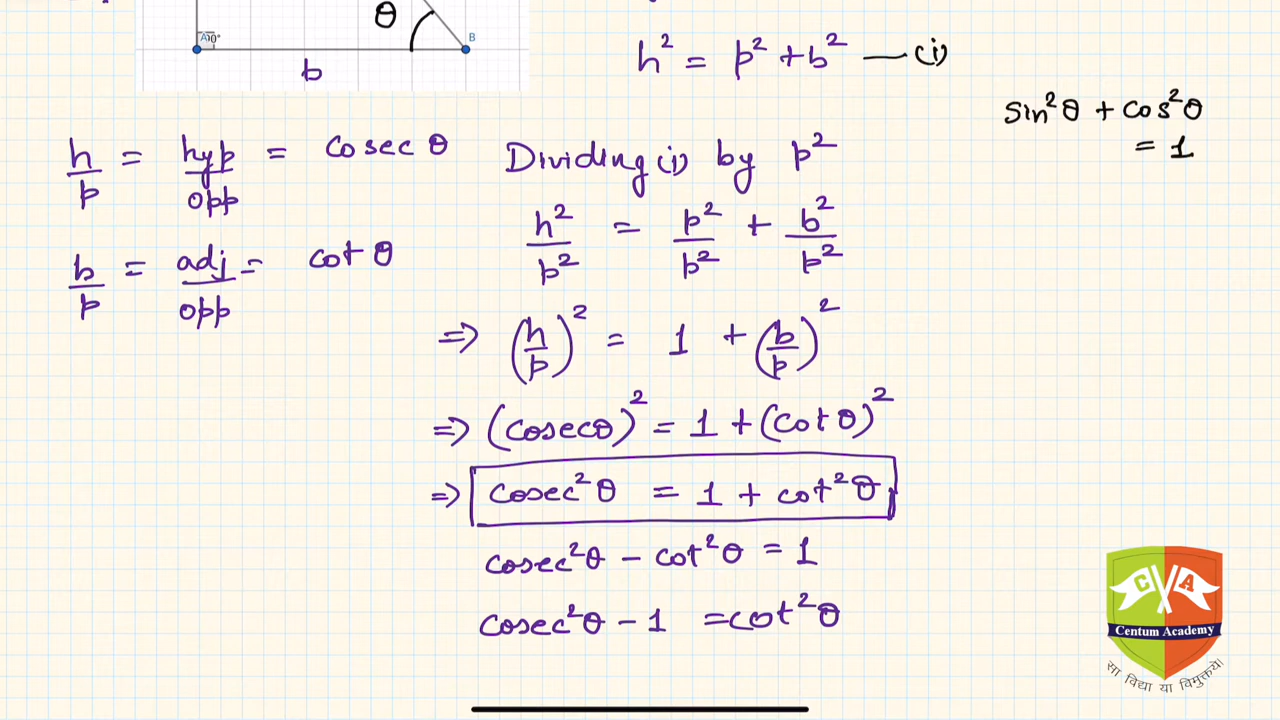 θ
A
90°
B
b
h² = p² + b² — (i)
sin²θ + cos²θ
= 1
h/p = hyp/opp = cosec θ
b/p = adj/opp = cot θ
Dividing (i) by p²
h²/p² = p²/p² + b²/p²
⇒ (h/p)² = 1 + (b/p)²
⇒ (cosecθ)² = 1 + (cot θ)²
⇒ cosec²θ = 1 + cot²θ
cosec²θ − cot²θ = 1
cosec²θ − 1 = cot²θ
C A
Centum Academy
सा विद्या या विमुक्तये।